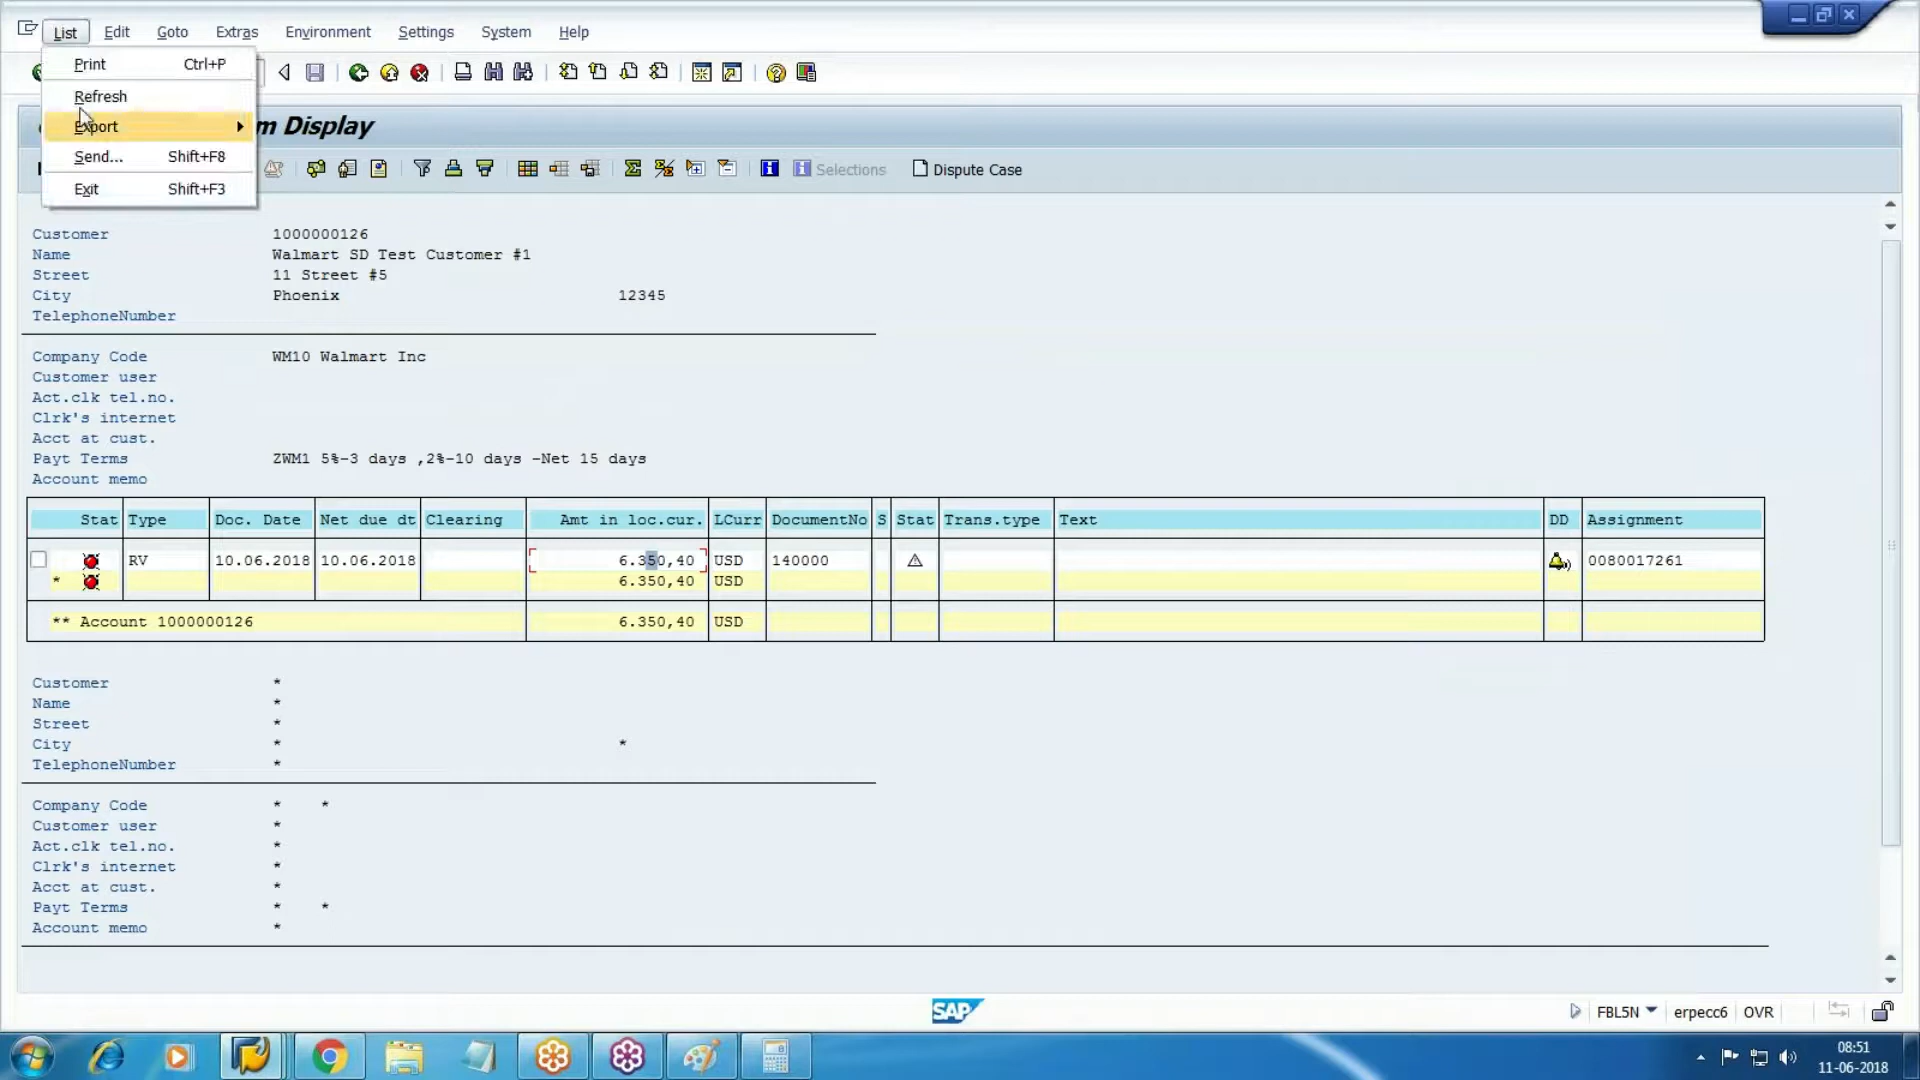 List Edit Goto Extras Environment Settings System Help
Print Ctrl+P
Refresh
Export
Send... Shift+F8
Exit Shift+F3
m Display
Selections Dispute Case
Customer 1000000126
Name Walmart SD Test Customer #1
Street 11 Street #5
City Phoenix 12345
TelephoneNumber
Company Code WM10 Walmart Inc
Customer user
Act.clk tel.no.
Clrk's internet
Acct at cust.
Payt Terms ZWM1 5%-3 days ,2%-10 days -Net 15 days
Account memo
Stat Type Doc. Date Net due dt Clearing Amt in loc.cur. LCurr DocumentNo S Stat Trans.type Text DD Assignment
RV 10.06.2018 10.06.2018 6.350,40 USD 140000 0080017261
* 6.350,40 USD
** Account 1000000126 6.350,40 USD
Customer *
Name *
Street *
City * *
TelephoneNumber *
Company Code * *
Customer user *
Act.clk tel.no. *
Clrk's internet *
Acct at cust. *
Payt Terms * *
Account memo *
SAP FBL5N erpecc6 OVR
08:51
11-06-2018